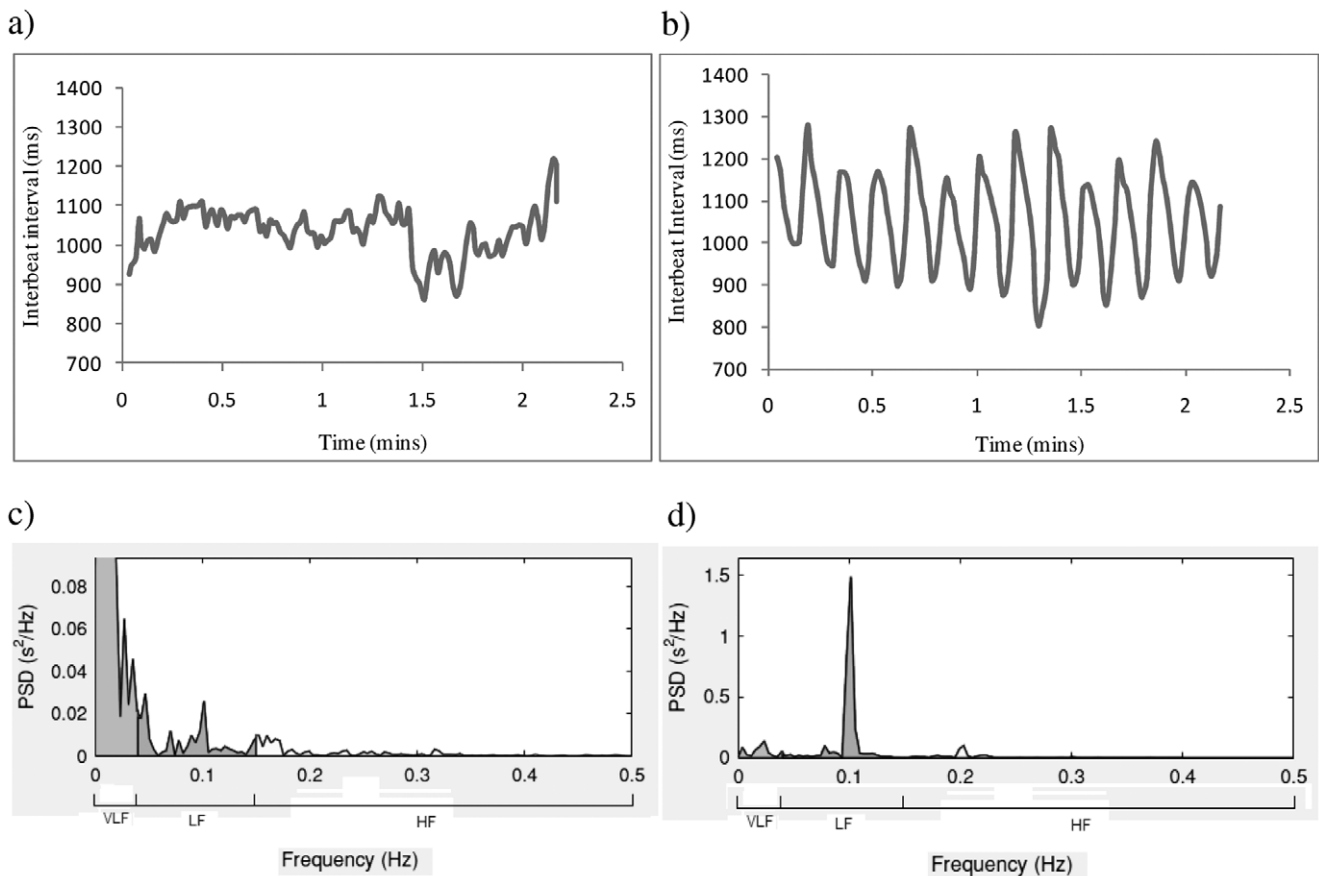 a)
Interbeat interval (ms)
1400
1300
1200
1100
1000
900
800
700
0 0.5 1 1.5 2 2.5
Time (mins)
b)
Interbeat Interval (ms)
1400
1300
1200
1100
1000
900
800
700
0 0.5 1 1.5 2 2.5
Time (mins)
c)
PSD (s²/Hz)
0.08
0.06
0.04
0.02
0
0 0.1 0.2 0.3 0.4 0.5
VLF LF HF
Frequency (Hz)
d)
PSD (s²/Hz)
1.5
1
0.5
0
0 0.1 0.2 0.3 0.4 0.5
VLF LF HF
Frequency (Hz)